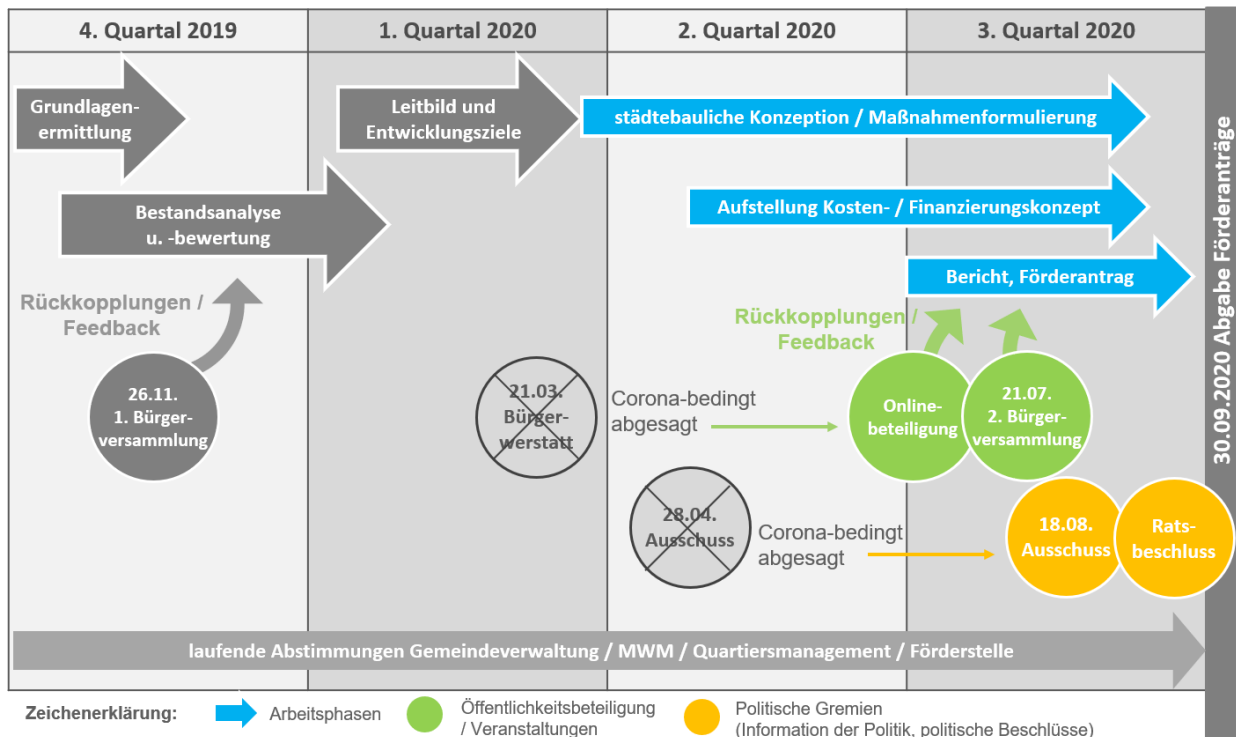 4. Quartal 2019
1. Quartal 2020
2. Quartal 2020
3. Quartal 2020
Grundlagen-
ermittlung
Leitbild und
Entwicklungsziele
städtebauliche Konzeption / Maßnahmenformulierung
Bestandsanalyse
u. -bewertung
Aufstellung Kosten- / Finanzierungskonzept
Bericht, Förderantrag
Rückkopplungen /
Feedback
Rückkopplungen /
Feedback
26.11.
1. Bürger-
versammlung
21.03.
Bürger-
werstatt
Corona-bedingt
abgesagt
Online-
beteiligung
21.07.
2. Bürger-
versammlung
28.04.
Ausschuss
Corona-bedingt
abgesagt
18.08.
Ausschuss
Rats-
beschluss
30.09.2020 Abgabe Förderanträge
laufende Abstimmungen Gemeindeverwaltung / MWM / Quartiersmanagement / Förderstelle
Zeichenerklärung:
Arbeitsphasen
Öffentlichkeitsbeteiligung
/ Veranstaltungen
Politische Gremien
(Information der Politik, politische Beschlüsse)